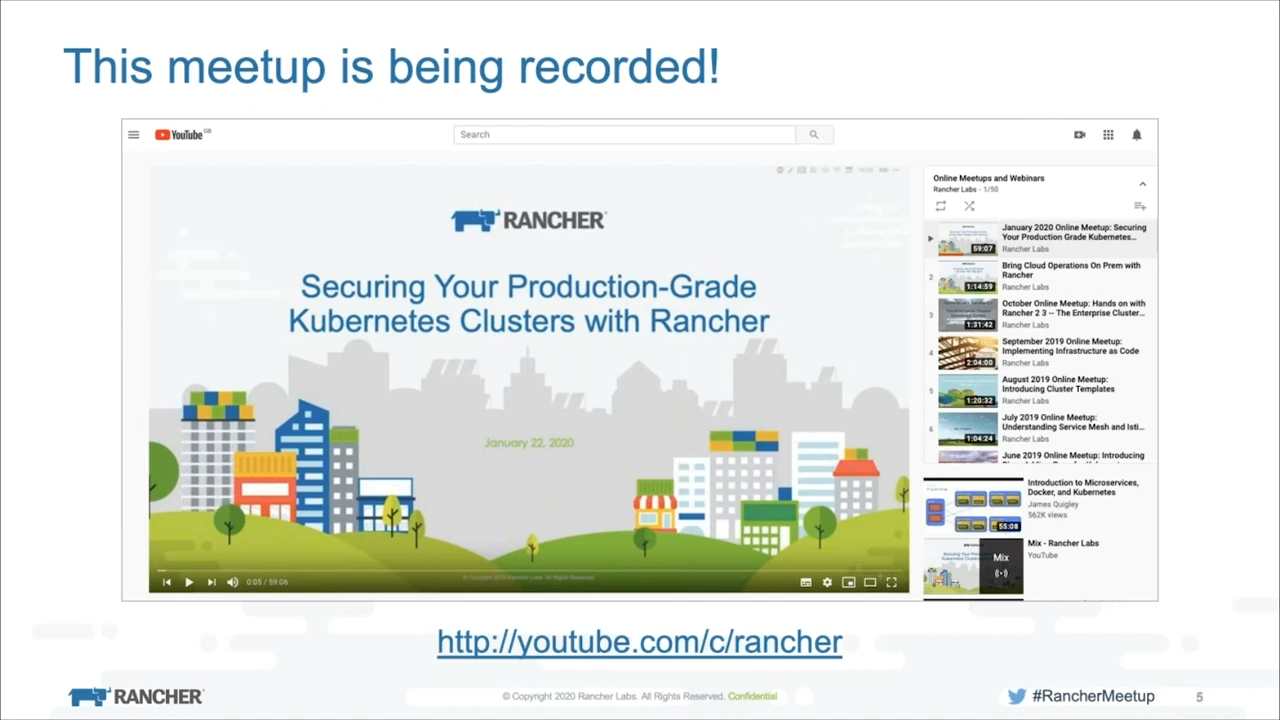 This meetup is being recorded!
YouTube GB
Search
RANCHER
Securing Your Production-Grade
Kubernetes Clusters with Rancher
January 22, 2020
0:05 / 59:06
Online Meetups and Webinars
Rancher Labs - 1/50
January 2020 Online Meetup: Securing
Your Production Grade Kubernetes...
Rancher Labs
59:07
2
Bring Cloud Operations On Prem with
Rancher
Rancher Labs
1:14:59
3
October Online Meetup: Hands on with
Rancher 2 3 -- The Enterprise Cluster...
Rancher Labs
1:31:42
4
September 2019 Online Meetup:
Implementing Infrastructure as Code
Rancher Labs
2:04:00
5
August 2019 Online Meetup:
Introducing Cluster Templates
Rancher Labs
1:20:32
6
July 2019 Online Meetup:
Understanding Service Mesh and Isti...
Rancher Labs
1:04:24
June 2019 Online Meetup: Introducing
Introduction to Microservices,
Docker, and Kubernetes
James Quigley
562K views
55:08
Mix - Rancher Labs
YouTube
Mix
http://youtube.com/c/rancher
RANCHER
© Copyright 2020 Rancher Labs. All Rights Reserved. Confidential
#RancherMeetup
5